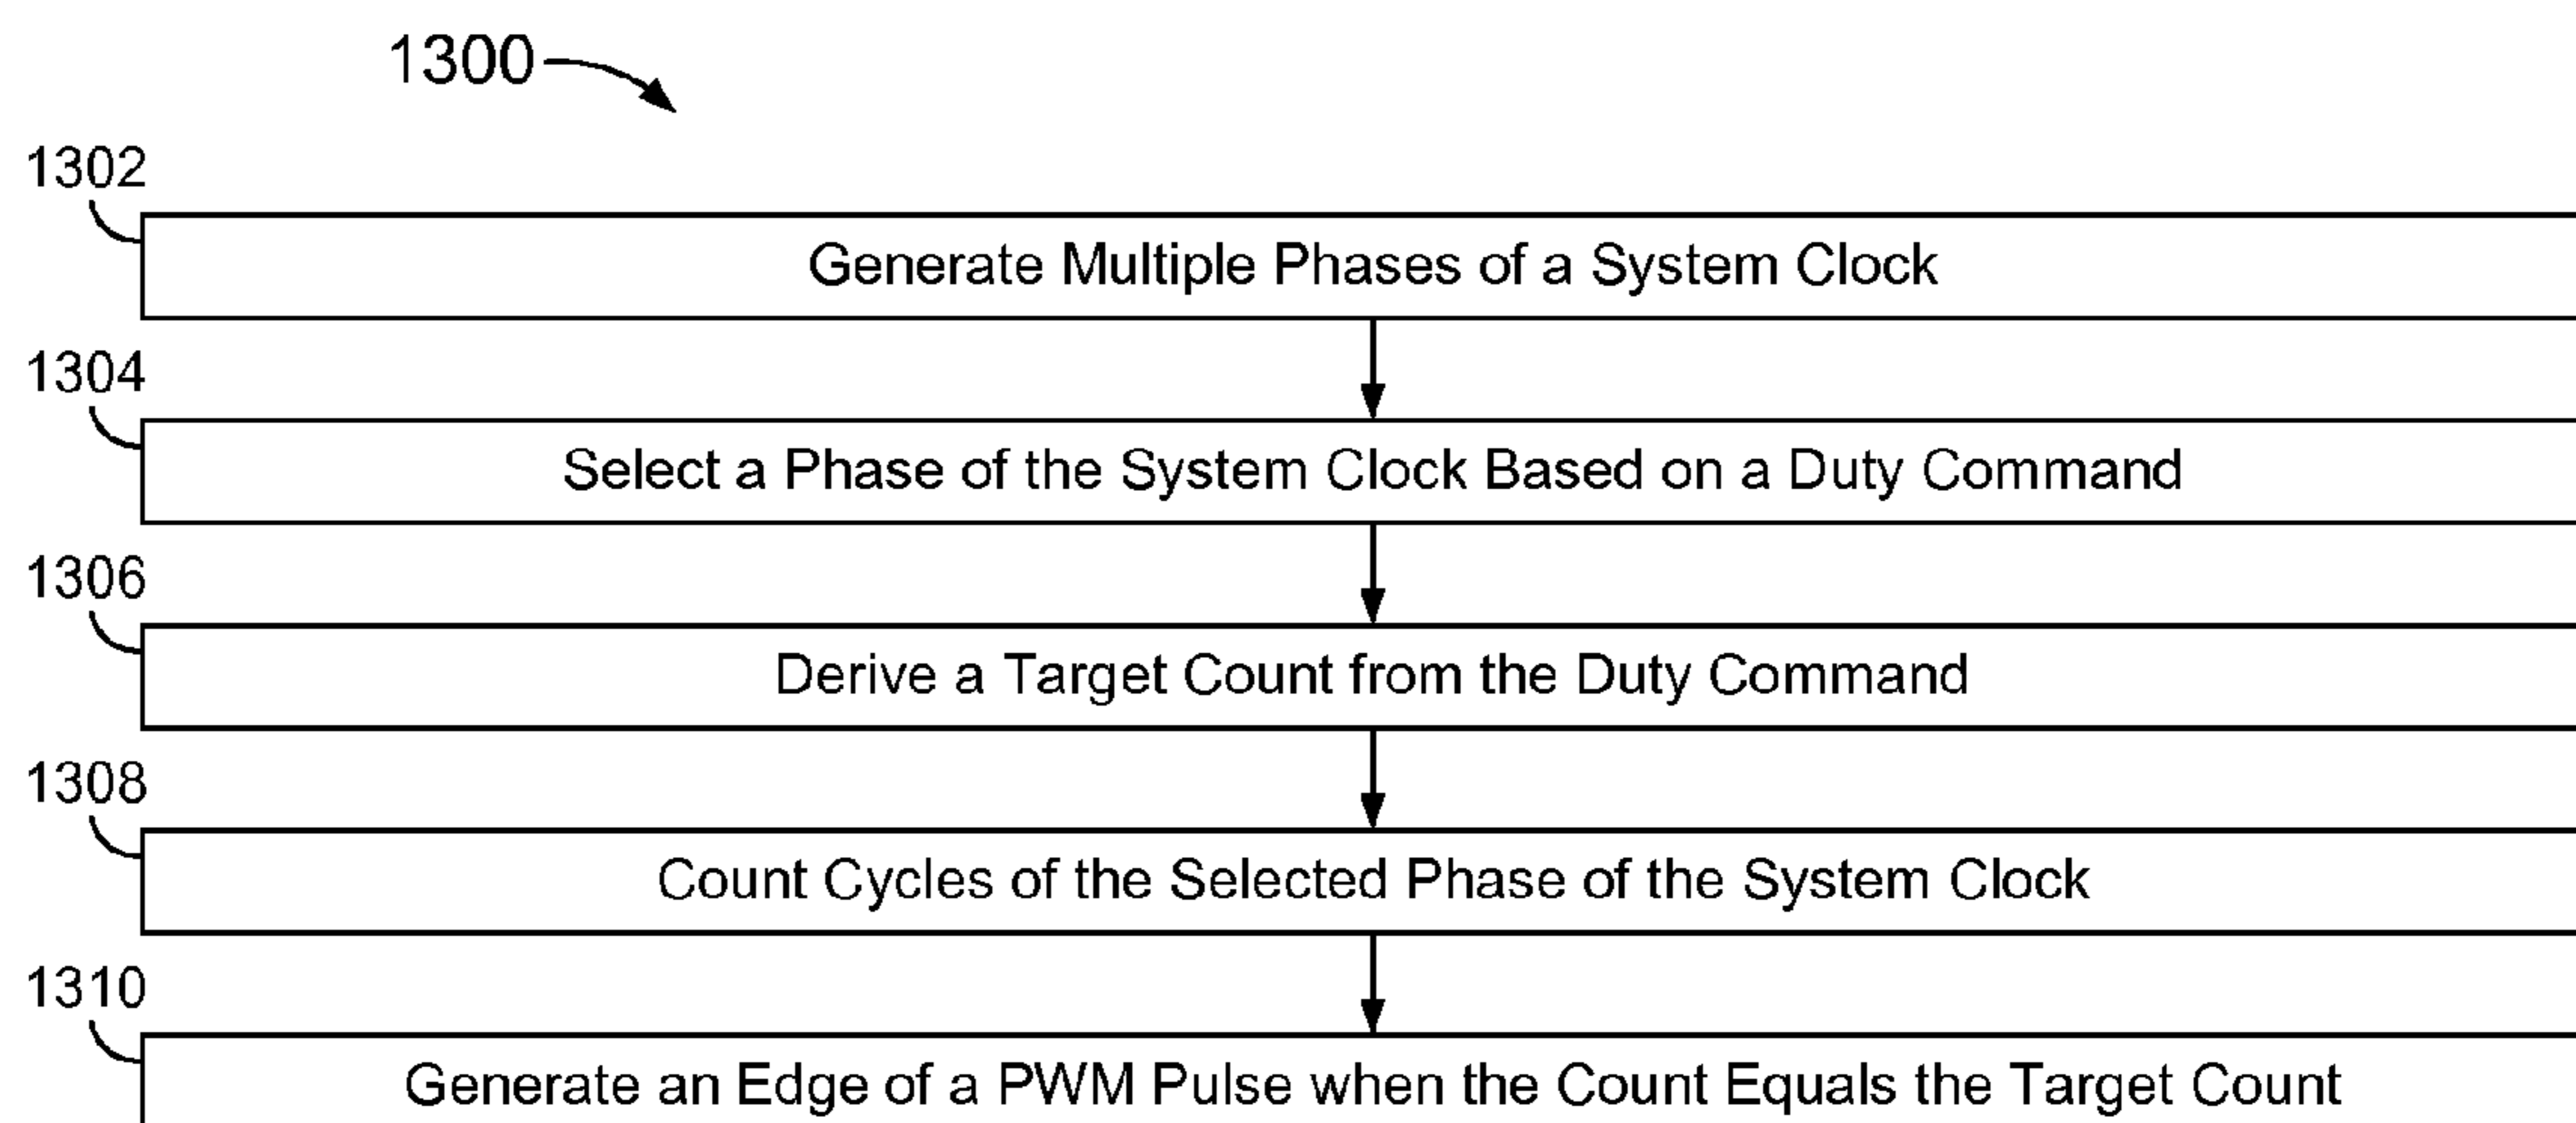 1300
1302
Generate Multiple Phases of a System Clock
1304
Select a Phase of the System Clock Based on a Duty Command
1306
Derive a Target Count from the Duty Command
1308
Count Cycles of the Selected Phase of the System Clock
1310
Generate an Edge of a PWM Pulse when the Count Equals the Target Count